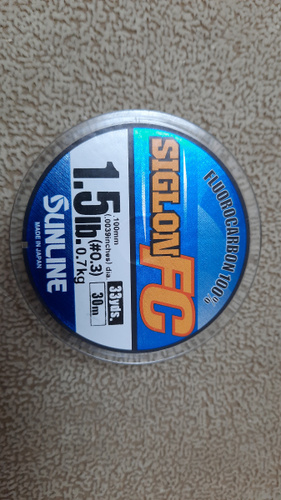 FLUOROCARBON 100%
SIGLON FC
.100mm
(.0039inches) dia.
1.5lb. (#0.3) 0.7kg
33yds.
30m
SUNLINE
MADE IN JAPAN